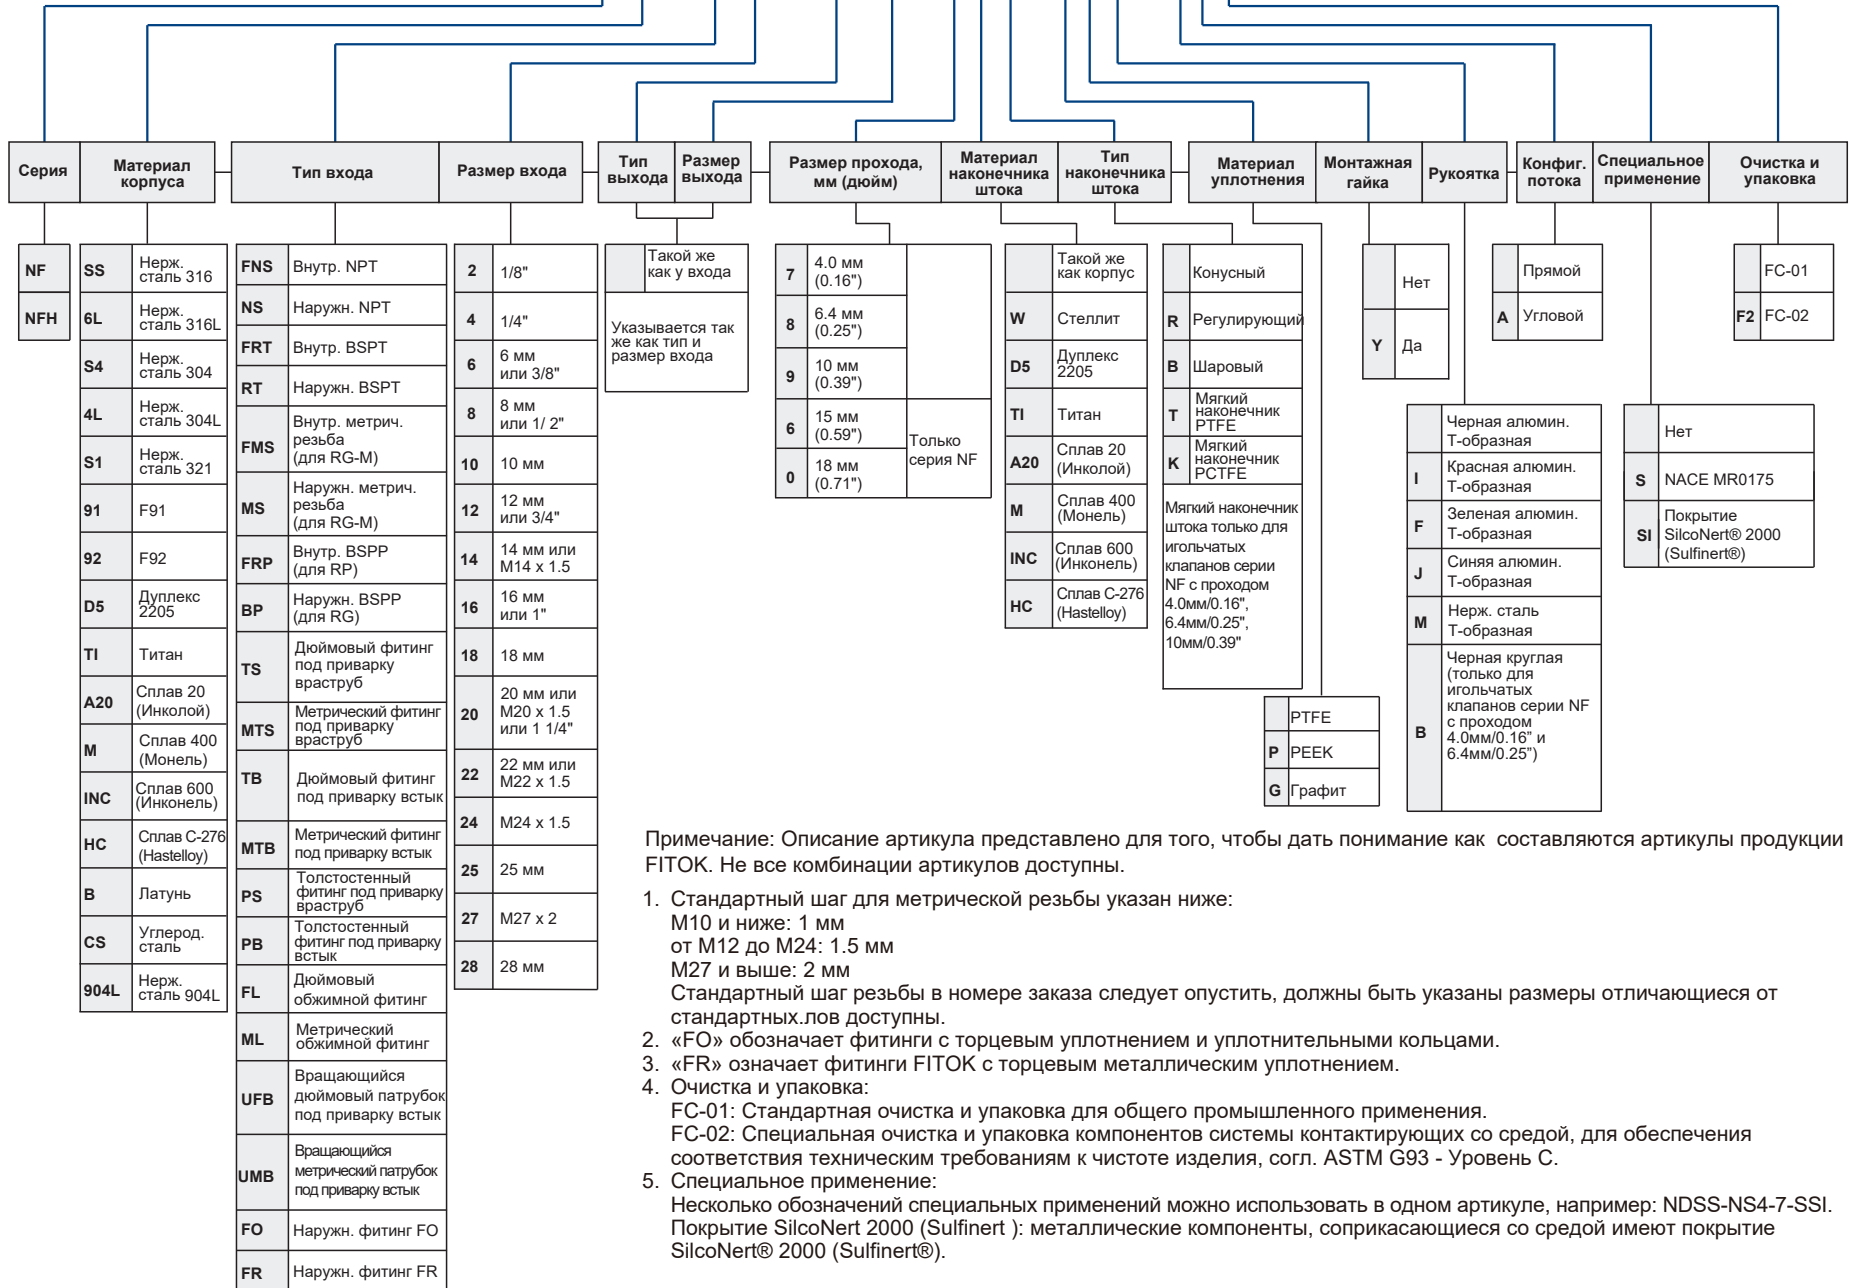 Серия
Материал
корпуса
Тип входа
Размер входа
Тип
выхода
Размер
выхода
Размер прохода,
мм (дюйм)
Материал
наконечника
штока
Тип
наконечника
штока
Материал
уплотнения
Монтажная
гайка
Рукоятка
Конфиг.
потока
Специальное
применение
Очистка и
упаковка
NF
NFH
SS Нерж.
сталь 316
6L Нерж.
сталь 316L
S4 Нерж.
сталь 304
4L Нерж.
сталь 304L
S1 Нерж.
сталь 321
91 F91
92 F92
D5 Дуплекс
2205
TI Титан
A20 Сплав 20
(Инколой)
M Сплав 400
(Монель)
INC Сплав 600
(Инконель)
HC Сплав C-276
(Hastelloy)
B Латунь
CS Углерод.
сталь
904L Нерж.
сталь 904L
FNS Внутр. NPT
NS Наружн. NPT
FRT Внутр. BSPT
RT Наружн. BSPT
FMS Внутр. метрич.
резьба
(для RG-M)
MS Наружн. метрич.
резьба
(для RG-M)
FRP Внутр. BSPP
(для RP)
BP Наружн. BSPP
(для RG)
TS Дюймовый фитинг
под приварку
враструб
MTS Метрический фитинг
под приварку
враструб
TB Дюймовый фитинг
под приварку встык
MTB Метрический фитинг
под приварку встык
PS Толстостенный
фитинг под приварку
враструб
PB Толстостенный
фитинг под приварку
встык
FL Дюймовый
обжимной фитинг
ML Метрический
обжимной фитинг
UFB Вращающийся
дюймовый патрубок
под приварку встык
UMB Вращающийся
метрический патрубок
под приварку встык
FO Наружн. фитинг FO
FR Наружн. фитинг FR
2 1/8"
4 1/4"
6 6 мм
или 3/8"
8 8 мм
или 1/ 2"
10 10 мм
12 12 мм
или 3/4"
14 14 мм или
M14 x 1.5
16 16 мм
или 1"
18 18 мм
20 20 мм или
M20 x 1.5
или 1 1/4"
22 22 мм или
M22 x 1.5
24 M24 x 1.5
25 25 мм
27 M27 x 2
28 28 мм
Такой же
как у входа
Указывается так
же как тип и
размер входа
7 4.0 мм
(0.16")
8 6.4 мм
(0.25")
9 10 мм
(0.39")
6 15 мм
(0.59")
0 18 мм
(0.71")
Только
серия NF
Такой же
как корпус
W Стеллит
D5 Дуплекс
2205
TI Титан
A20 Сплав 20
(Инколой)
M Сплав 400
(Монель)
INC Сплав 600
(Инконель)
HC Сплав C-276
(Hastelloy)
Конусный
R Регулирующий
B Шаровый
T Мягкий
наконечник
PTFE
K Мягкий
наконечник
PCTFE
Мягкий наконечник
штока только для
игольчатых
клапанов серии
NF с проходом
4.0мм/0.16",
6.4мм/0.25",
10мм/0.39"
PTFE
P PEEK
G Графит
Нет
Y Да
Черная алюмин.
Т-образная
I Красная алюмин.
Т-образная
F Зеленая алюмин.
Т-образная
J Синяя алюмин.
Т-образная
M Нерж. сталь
Т-образная
B Черная круглая
(только для
игольчатых
клапанов серии NF
с проходом
4.0мм/0.16” и
6.4мм/0.25”)
Прямой
A Угловой
Нет
S NACE MR0175
SI Покрытие
SilcoNert® 2000
(Sulfinert®)
FC-01
F2 FC-02
Примечание: Описание артикула представлено для того, чтобы дать понимание как составляются артикулы продукции
FITOK. Не все комбинации артикулов доступны.
1. Стандартный шаг для метрической резьбы указан ниже:
М10 и ниже: 1 мм
от М12 до М24: 1.5 мм
М27 и выше: 2 мм
Стандартный шаг резьбы в номере заказа следует опустить, должны быть указаны размеры отличающиеся от
стандартных.лов доступны.
2. «FO» обозначает фитинги с торцевым уплотнением и уплотнительными кольцами.
3. «FR» означает фитинги FITOK с торцевым металлическим уплотнением.
4. Очистка и упаковка:
FC-01: Стандартная очистка и упаковка для общего промышленного применения.
FC-02: Специальная очистка и упаковка компонентов системы контактирующих со средой, для обеспечения
соответствия техническим требованиям к чистоте изделия, согл. ASTM G93 - Уровень С.
5. Специальное применение:
Несколько обозначений специальных применений можно использовать в одном артикуле, например: NDSS-NS4-7-SSI.
Покрытие SilcoNert 2000 (Sulfinert ): металлические компоненты, соприкасающиеся со средой имеют покрытие
SilcoNert® 2000 (Sulfinert®).